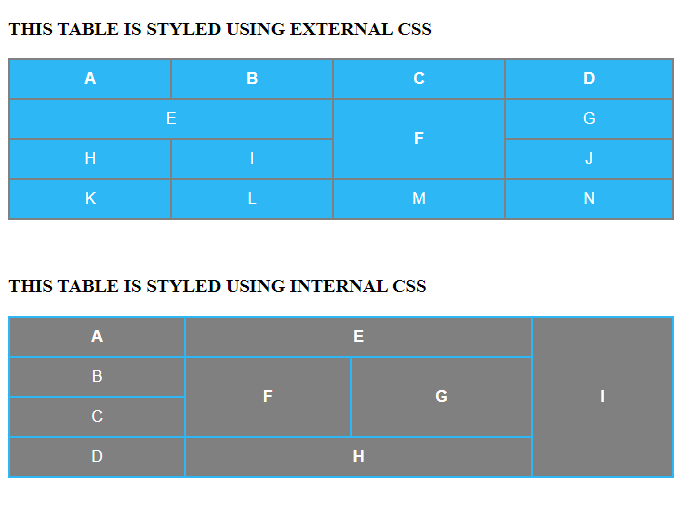 THIS TABLE IS STYLED USING EXTERNAL CSS
A B C D
E F G
H I J
K L M N
THIS TABLE IS STYLED USING INTERNAL CSS
A E I
B F G
C
D H